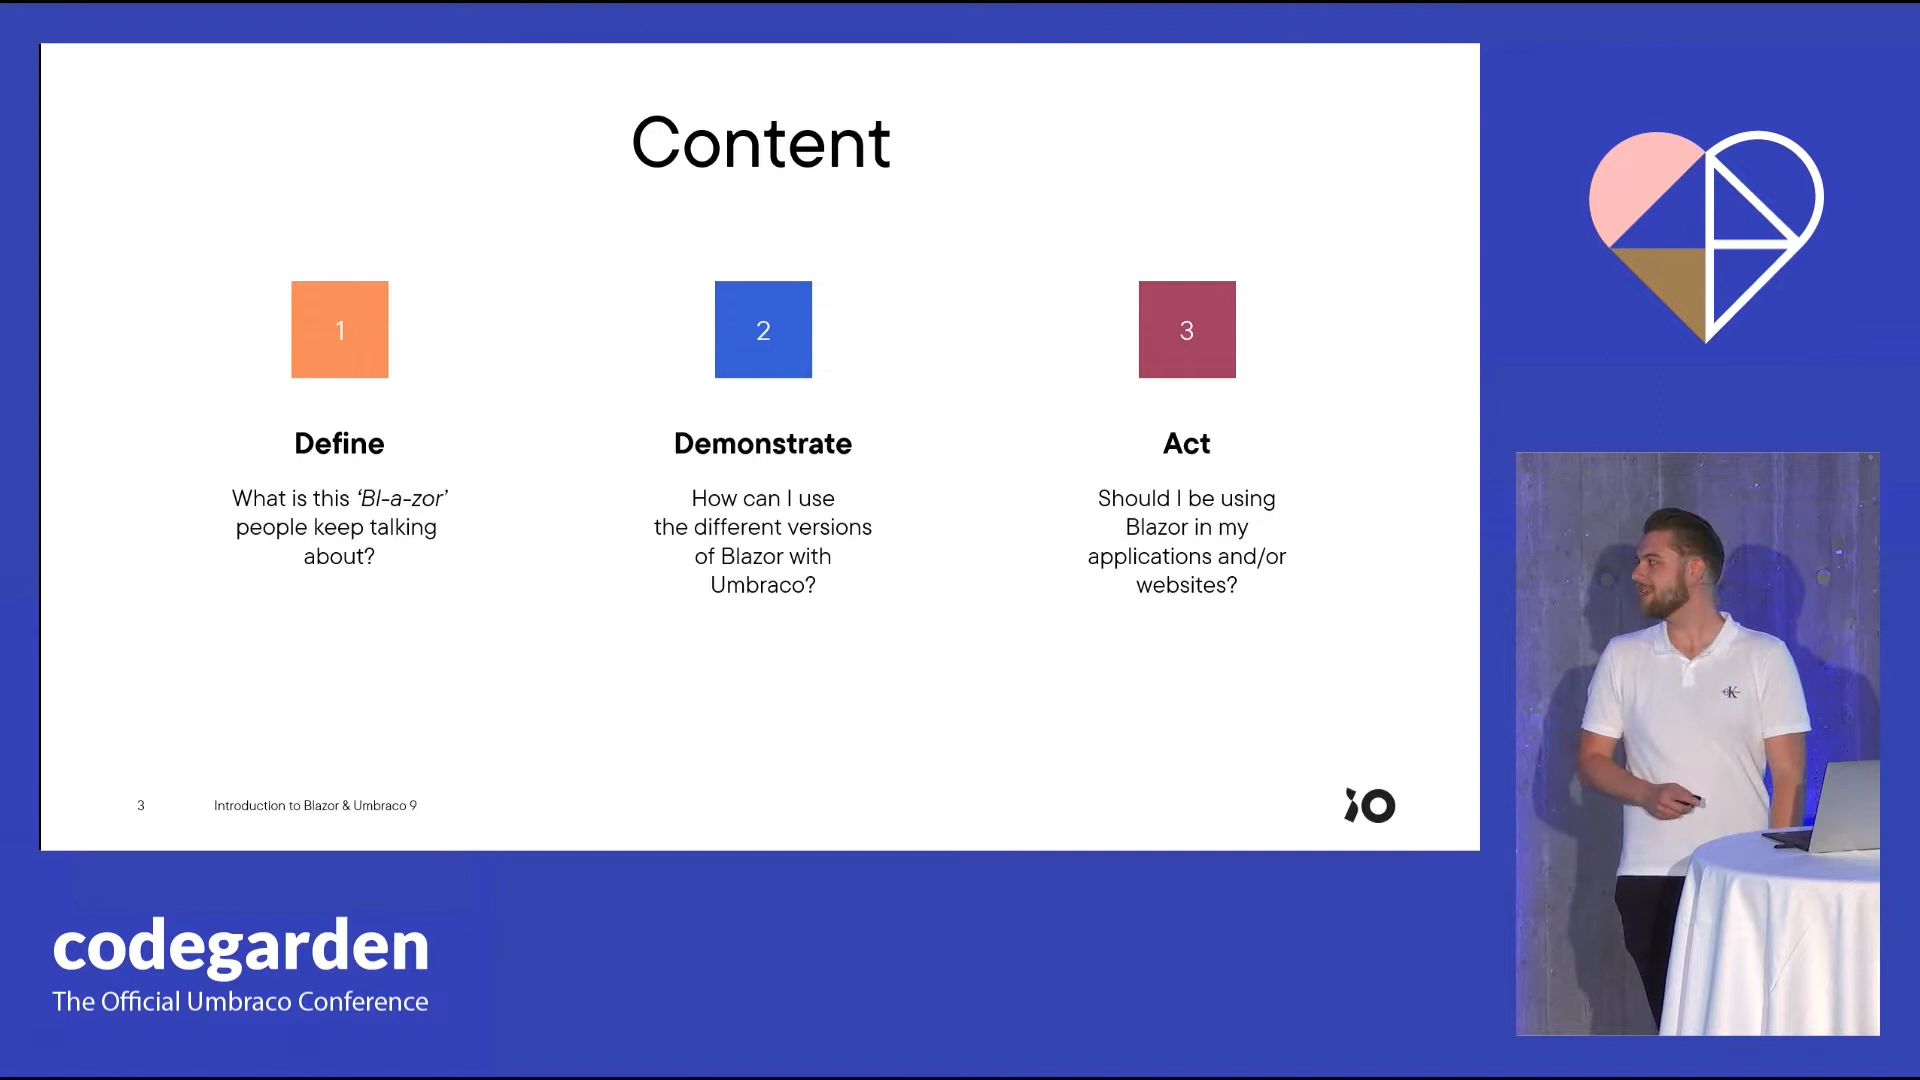 Content
1
2
3
Define
Demonstrate
Act
What is this ‘Bl-a-zor’
people keep talking
about?
How can I use
the different versions
of Blazor with
Umbraco?
Should I be using
Blazor in my
applications and/or
websites?
3
Introduction to Blazor & Umbraco 9
iO
cK
codegarden
The Official Umbraco Conference